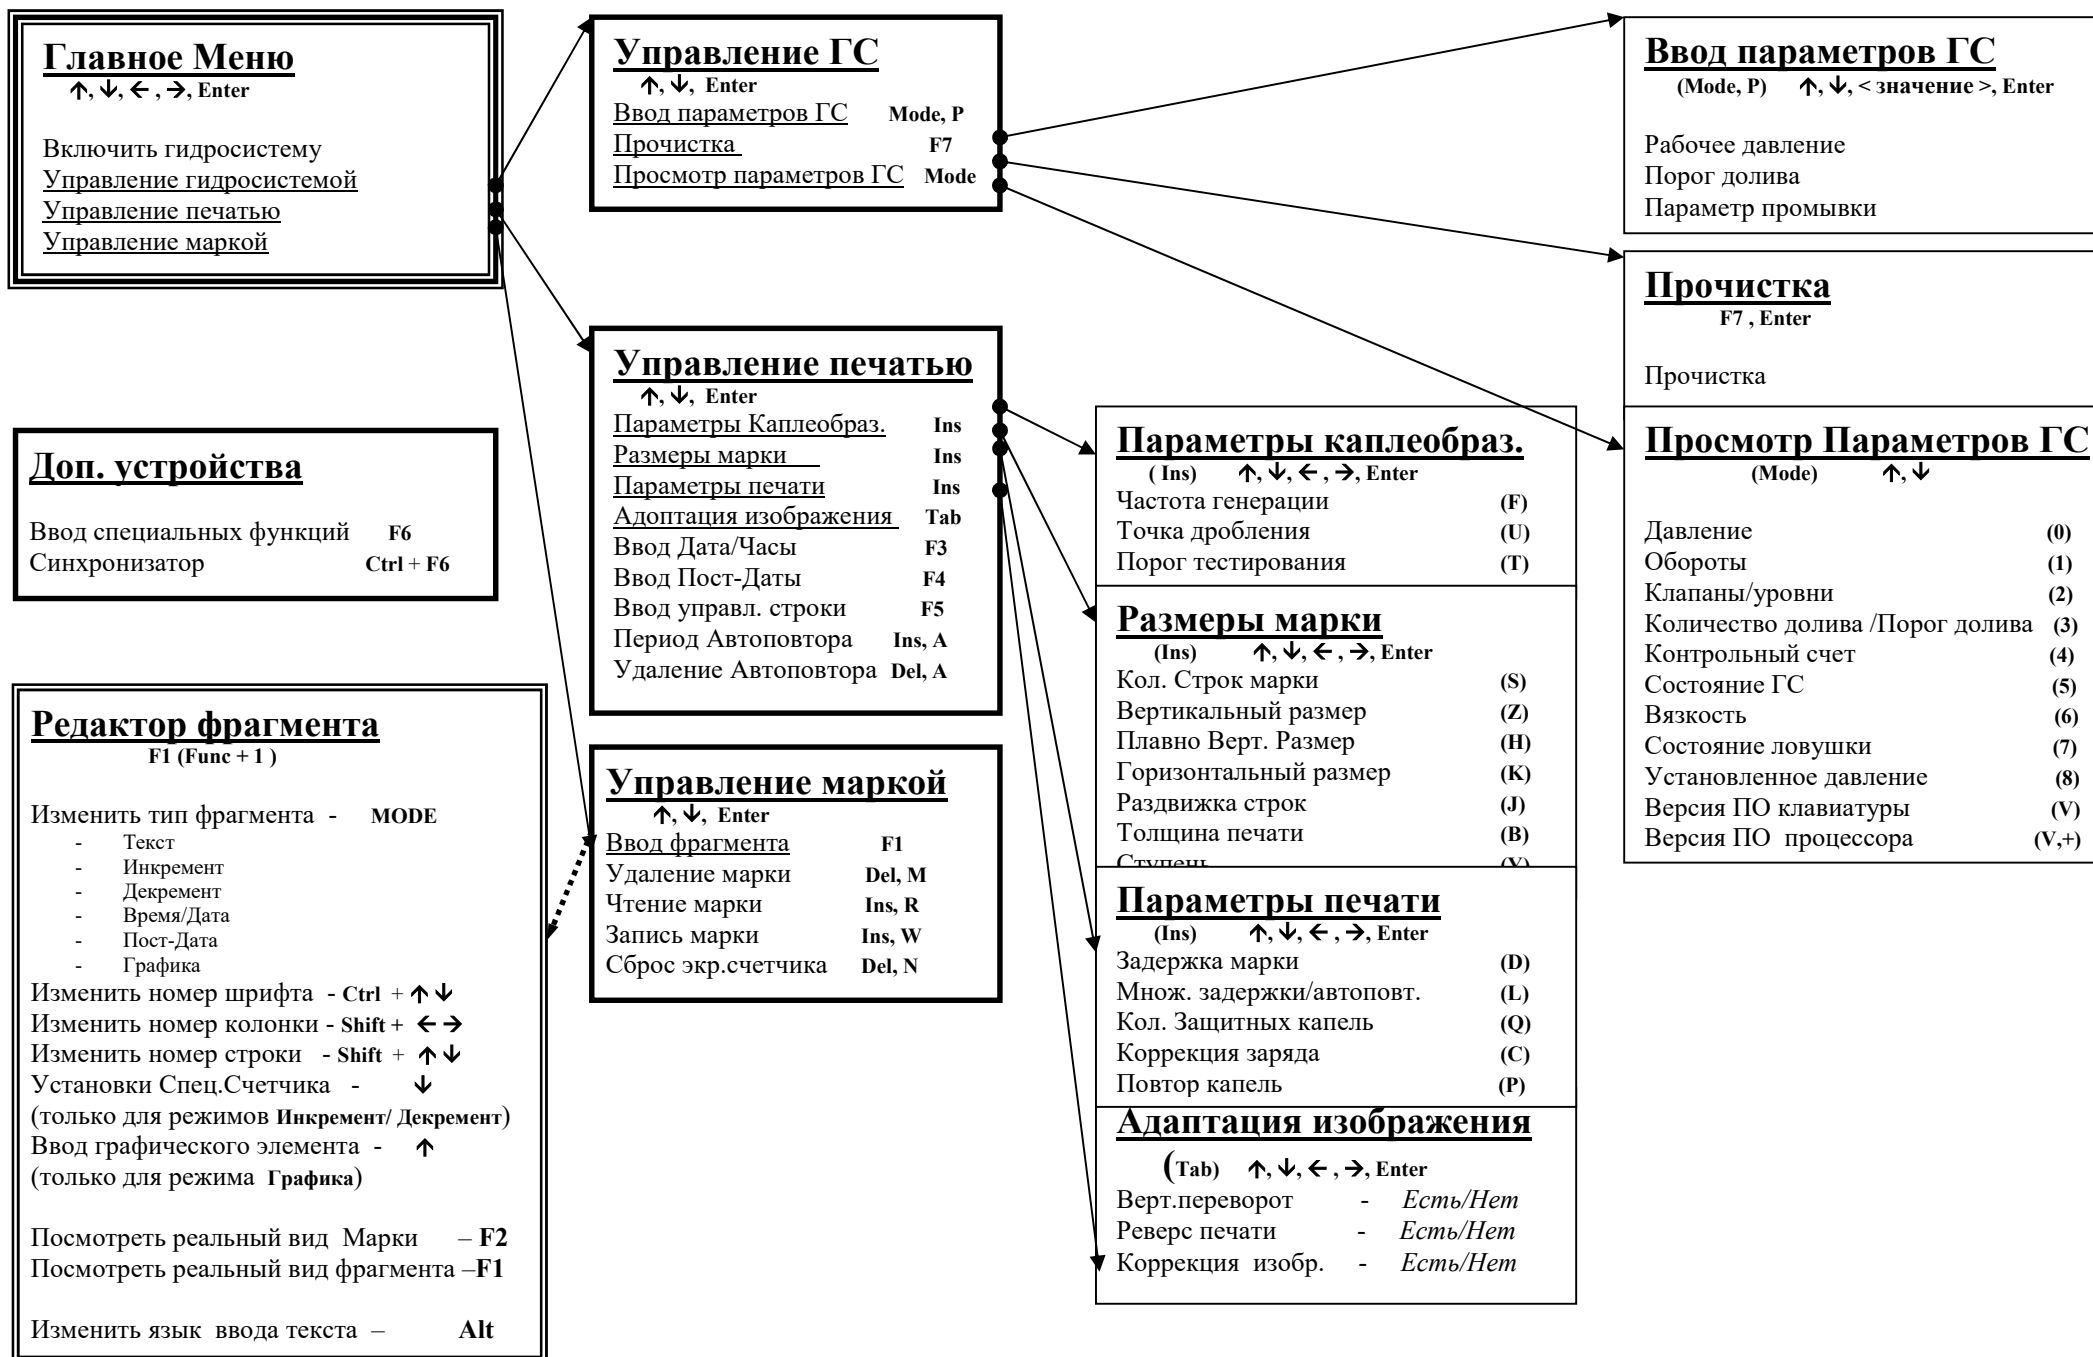 Главное Меню
↑, ↓, ← , →, Enter
Включить гидросистему
Управление гидросистемой
Управление печатью
Управление маркой
Доп. устройства
Ввод специальных функций F6
Синхронизатор Ctrl + F6
Редактор фрагмента
F1 (Func + 1 )
Изменить тип фрагмента - MODE
- Текст
- Инкремент
- Декремент
- Время/Дата
- Пост-Дата
- Графика
Изменить номер шрифта - Ctrl + ↑ ↓
Изменить номер колонки - Shift + ← →
Изменить номер строки - Shift + ↑ ↓
Установки Спец.Счетчика - ↓
(только для режимов Инкремент/ Декремент)
Ввод графического элемента - ↑
(только для режима Графика)
Посмотреть реальный вид Марки – F2
Посмотреть реальный вид фрагмента –F1
Изменить язык ввода текста – Alt
Управление ГС
↑, ↓, Enter
Ввод параметров ГС Mode, P
Прочистка F7
Просмотр параметров ГС Mode
Управление печатью
↑, ↓, Enter
Параметры Каплеобраз. Ins
Размеры марки Ins
Параметры печати Ins
Адоптация изображения Tab
Ввод Дата/Часы F3
Ввод Пост-Даты F4
Ввод управл. строки F5
Период Автоповтора Ins, A
Удаление Автоповтора Del, A
Управление маркой
↑, ↓, Enter
Ввод фрагмента F1
Удаление марки Del, M
Чтение марки Ins, R
Запись марки Ins, W
Сброс экр.счетчика Del, N
Параметры каплеобраз.
( Ins) ↑, ↓, ← , →, Enter
Частота генерации (F)
Точка дробления (U)
Порог тестирования (T)
Размеры марки
(Ins) ↑, ↓, ← , →, Enter
Кол. Строк марки (S)
Вертикальный размер (Z)
Плавно Верт. Размер (H)
Горизонтальный размер (K)
Раздвижка строк (J)
Толщина печати (B)
Ступень
Параметры печати
(Ins) ↑, ↓, ← , →, Enter
Задержка марки (D)
Множ. задержки/автоповт. (L)
Кол. Защитных капель (Q)
Коррекция заряда (C)
Повтор капель (P)
Адаптация изображения
(Tab) ↑, ↓, ← , →, Enter
Верт.переворот - Есть/Нет
Реверс печати - Есть/Нет
Коррекция изобр. - Есть/Нет
Ввод параметров ГС
(Mode, P) ↑, ↓, < значение >, Enter
Рабочее давление
Порог долива
Параметр промывки
Прочистка
F7 , Enter
Прочистка
Просмотр Параметров ГС
(Mode) ↑, ↓
Давление (0)
Обороты (1)
Клапаны/уровни (2)
Количество долива /Порог долива (3)
Контрольный счет (4)
Состояние ГС (5)
Вязкость (6)
Состояние ловушки (7)
Установленное давление (8)
Версия ПО клавиатуры (V)
Версия ПО процессора (V,+)